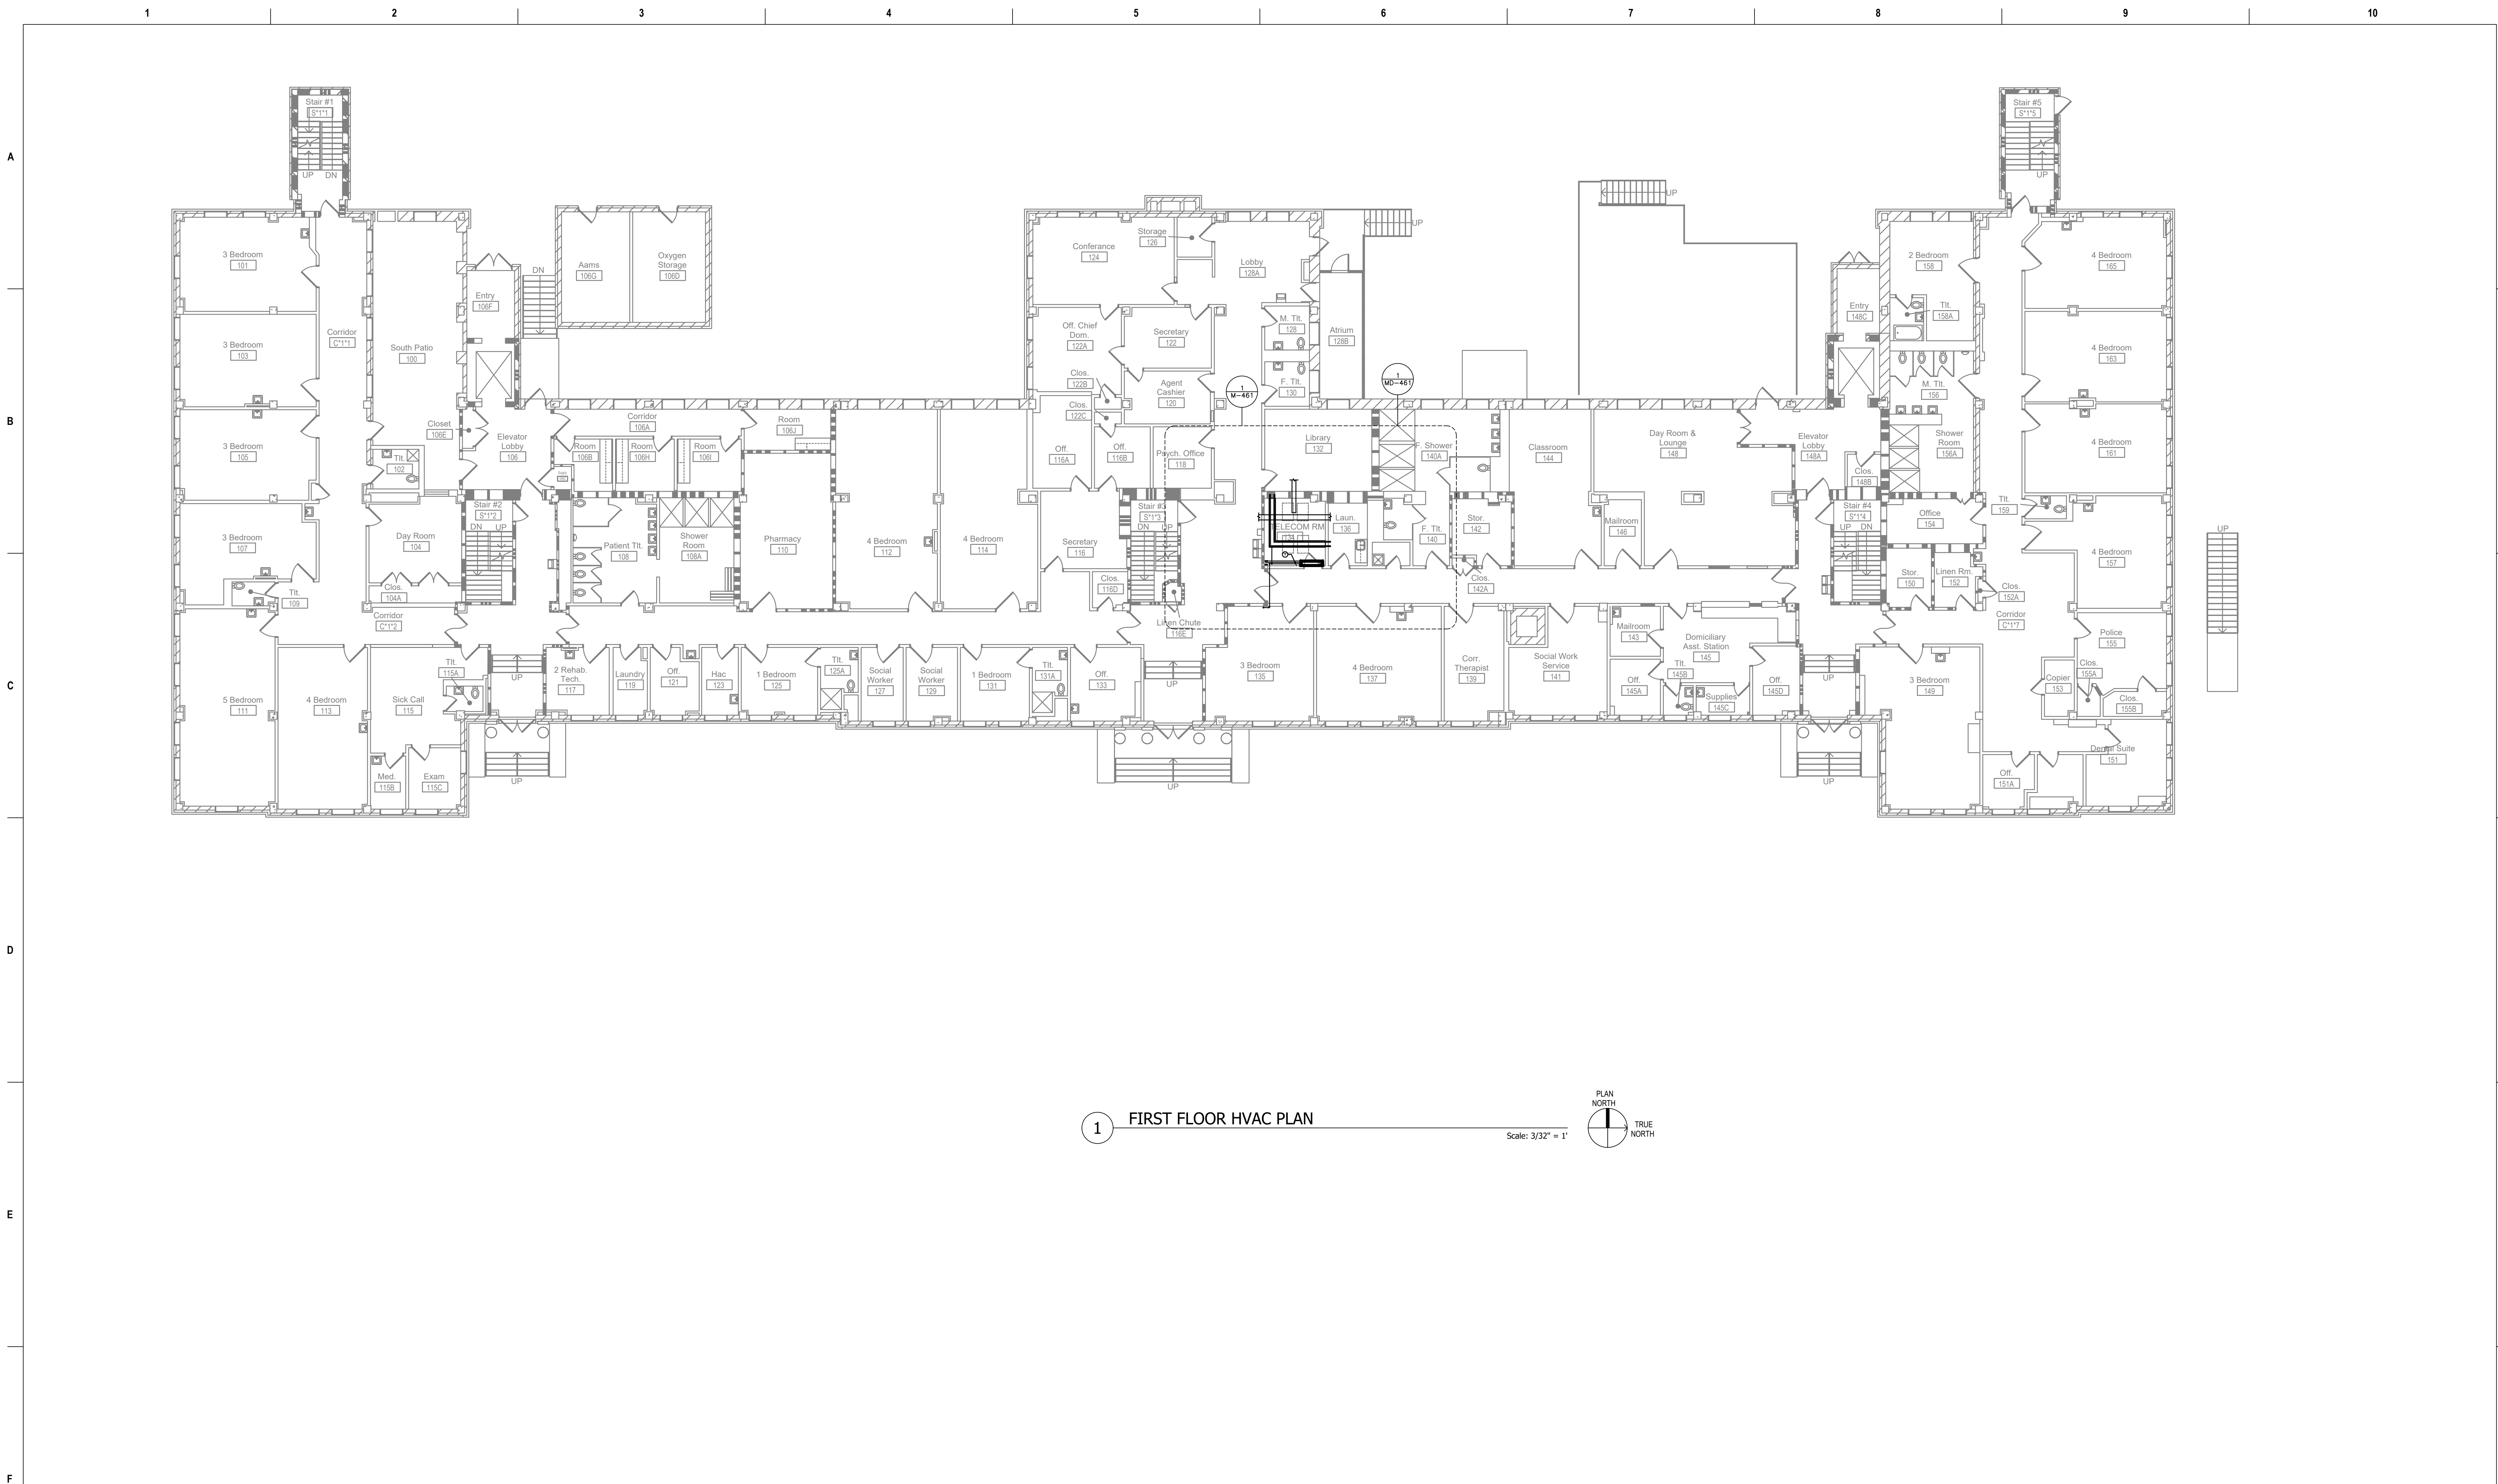 1 2 3 4 5 6 7 8 9 10
A
B
C
D
E
F
Stair #1
S*1*1
UP DN
Stair #5
S*1*5
UP
3 Bedroom
101
3 Bedroom
103
3 Bedroom
105
3 Bedroom
107
Corridor
C*1*1
South Patio
100
Entry
106F
DN
Aams
106G
Oxygen
Storage
106D
Closet
106E
Elevator
Lobby
106
Tlt.
102
Corridor
106A
Room
106B
Room
106H
Room
106I
Room
106J
Stair #2
S*1*2
DN UP
Day Room
104
Clos.
104A
Tlt.
109
Corridor
C*1*2
Patient Tlt.
108
Shower
Room
108A
Pharmacy
110
4 Bedroom
112
4 Bedroom
114
5 Bedroom
111
4 Bedroom
113
Sick Call
115
Tlt.
115A
Med.
115B
Exam
115C
UP
UP
2 Rehab.
Tech.
117
Laundry
119
Off.
121
Hac
123
1 Bedroom
125
Tlt.
125A
Social
Worker
127
Social
Worker
129
1 Bedroom
131
Tlt.
131A
Off.
133
Conferance
124
Storage
126
Lobby
128A
UP
Off. Chief
Dom.
122A
Secretary
122
Clos.
122B
Clos.
122C
Agent
Cashier
120
M. Tlt.
128
F. Tlt.
130
Atrium
128B
1
M-461
1
MD-461
Off.
116A
Off.
116B
Psych. Office
118
Secretary
116
Clos.
116D
Stair #3
S*1*3
DN UP
Linen Chute
116E
UP
UP
Library
132
TELECOM RM
134
Laun.
136
F. Shower
140A
F. Tlt.
140
Stor.
142
Clos.
142A
3 Bedroom
135
4 Bedroom
137
Corr.
Therapist
139
UP
Classroom
144
Day Room &
Lounge
148
Mailroom
146
Elevator
Lobby
148A
Clos.
148B
Entry
148C
Social Work
Service
141
Mailroom
143
Domiciliary
Asst. Station
145
Off.
145A
Tlt.
145B
Supplies
145C
Off.
145D
UP
UP
Stair #4
S*1*4
UP DN
2 Bedroom
158
Tlt.
158A
M. Tlt.
156
Shower
Room
156A
Office
154
Stor.
150
Linen Rm.
152
Clos.
152A
Corridor
C*1*7
Tlt.
159
4 Bedroom
165
4 Bedroom
163
4 Bedroom
161
4 Bedroom
157
Police
155
Clos.
155A
Clos.
155B
Copier
153
3 Bedroom
149
Dental Suite
151
Off.
151A
UP
1
FIRST FLOOR HVAC PLAN
Scale: 3/32" = 1'
PLAN
NORTH
TRUE
NORTH